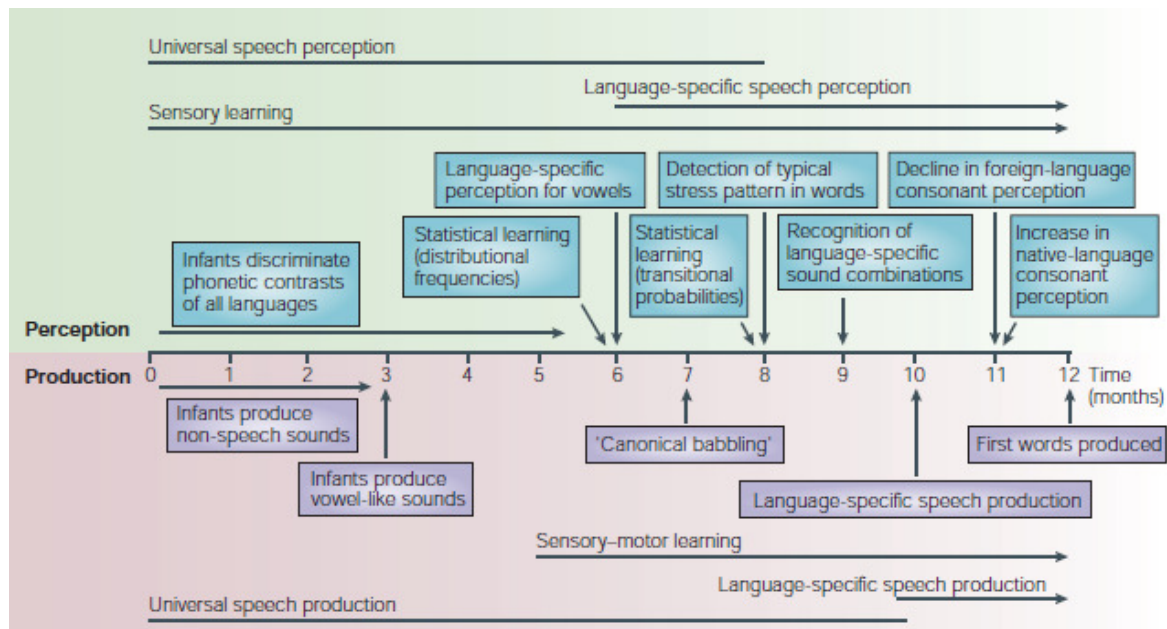 Universal speech perception
Language-specific speech perception
Sensory learning
Language-specific
perception for vowels
Detection of typical
stress pattern in words
Decline in foreign-language
consonant perception
Statistical learning
(distributional
frequencies)
Statistical
learning
(transitional
probabilities)
Recognition of
language-specific
sound combinations
Increase in
native-language
consonant
perception
Infants discriminate
phonetic contrasts
of all languages
Perception
Production
0 1 2 3 4 5 6 7 8 9 10 11 12 Time
(months)
Infants produce
non-speech sounds
Infants produce
vowel-like sounds
'Canonical babbling'
First words produced
Language-specific speech production
Sensory–motor learning
Language-specific speech production
Universal speech production